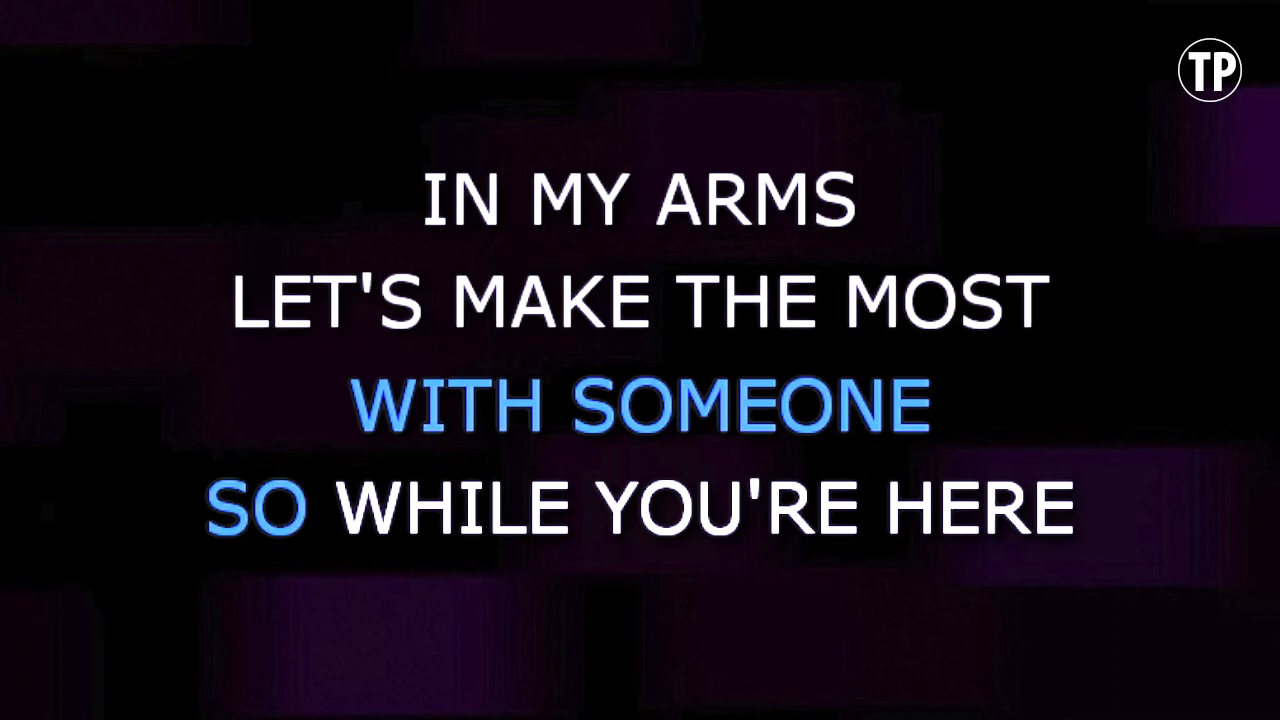 TP
IN MY ARMS
LET'S MAKE THE MOST
WITH SOMEONE
SO WHILE YOU'RE HERE